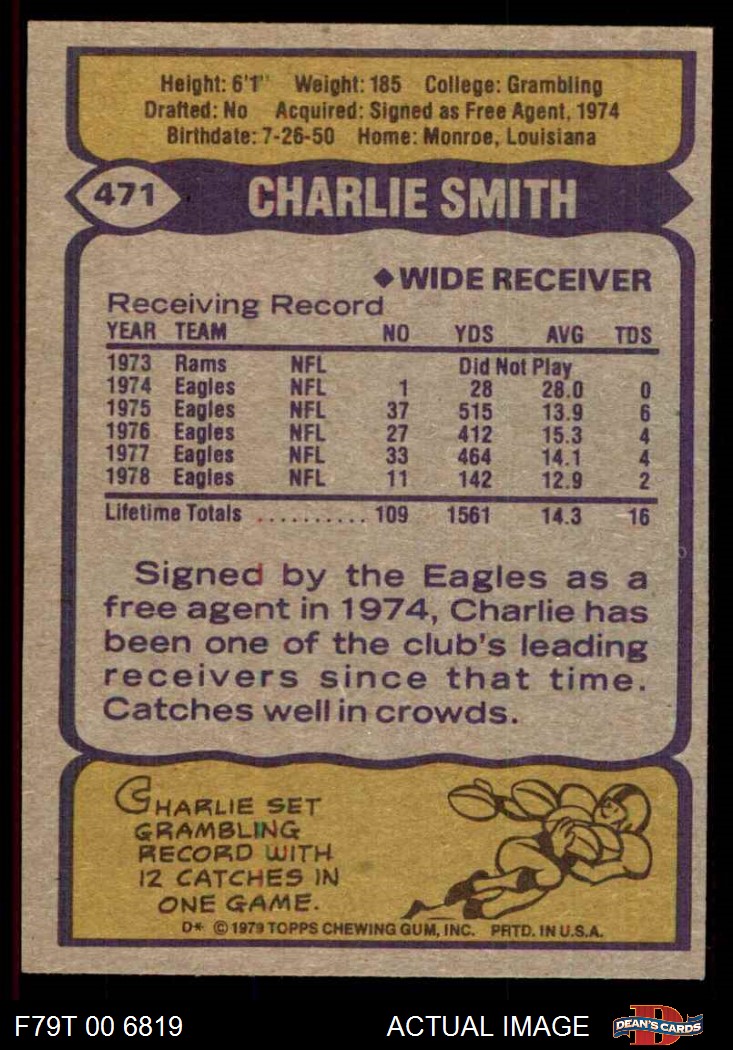 Height: 6'1" Weight: 185 College: Grambling
Drafted: No Acquired: Signed as Free Agent, 1974
Birthdate: 7-26-50 Home: Monroe, Louisiana
471 CHARLIE SMITH
◆ WIDE RECEIVER
Receiving Record
YEAR TEAM NO YDS AVG TDS
1973 Rams NFL Did Not Play
1974 Eagles NFL 1 28 28.0 0
1975 Eagles NFL 37 515 13.9 6
1976 Eagles NFL 27 412 15.3 4
1977 Eagles NFL 33 464 14.1 4
1978 Eagles NFL 11 142 12.9 2
Lifetime Totals .......... 109 1561 14.3 16
Signed by the Eagles as a
free agent in 1974, Charlie has
been one of the club's leading
receivers since that time.
Catches well in crowds.
CHARLIE SET
GRAMBLING
RECORD WITH
12 CATCHES IN
ONE GAME.
D* © 1979 TOPPS CHEWING GUM, INC. PRTD. IN U.S.A.
F79T 00 6819 ACTUAL IMAGE D DEAN'S CARDS